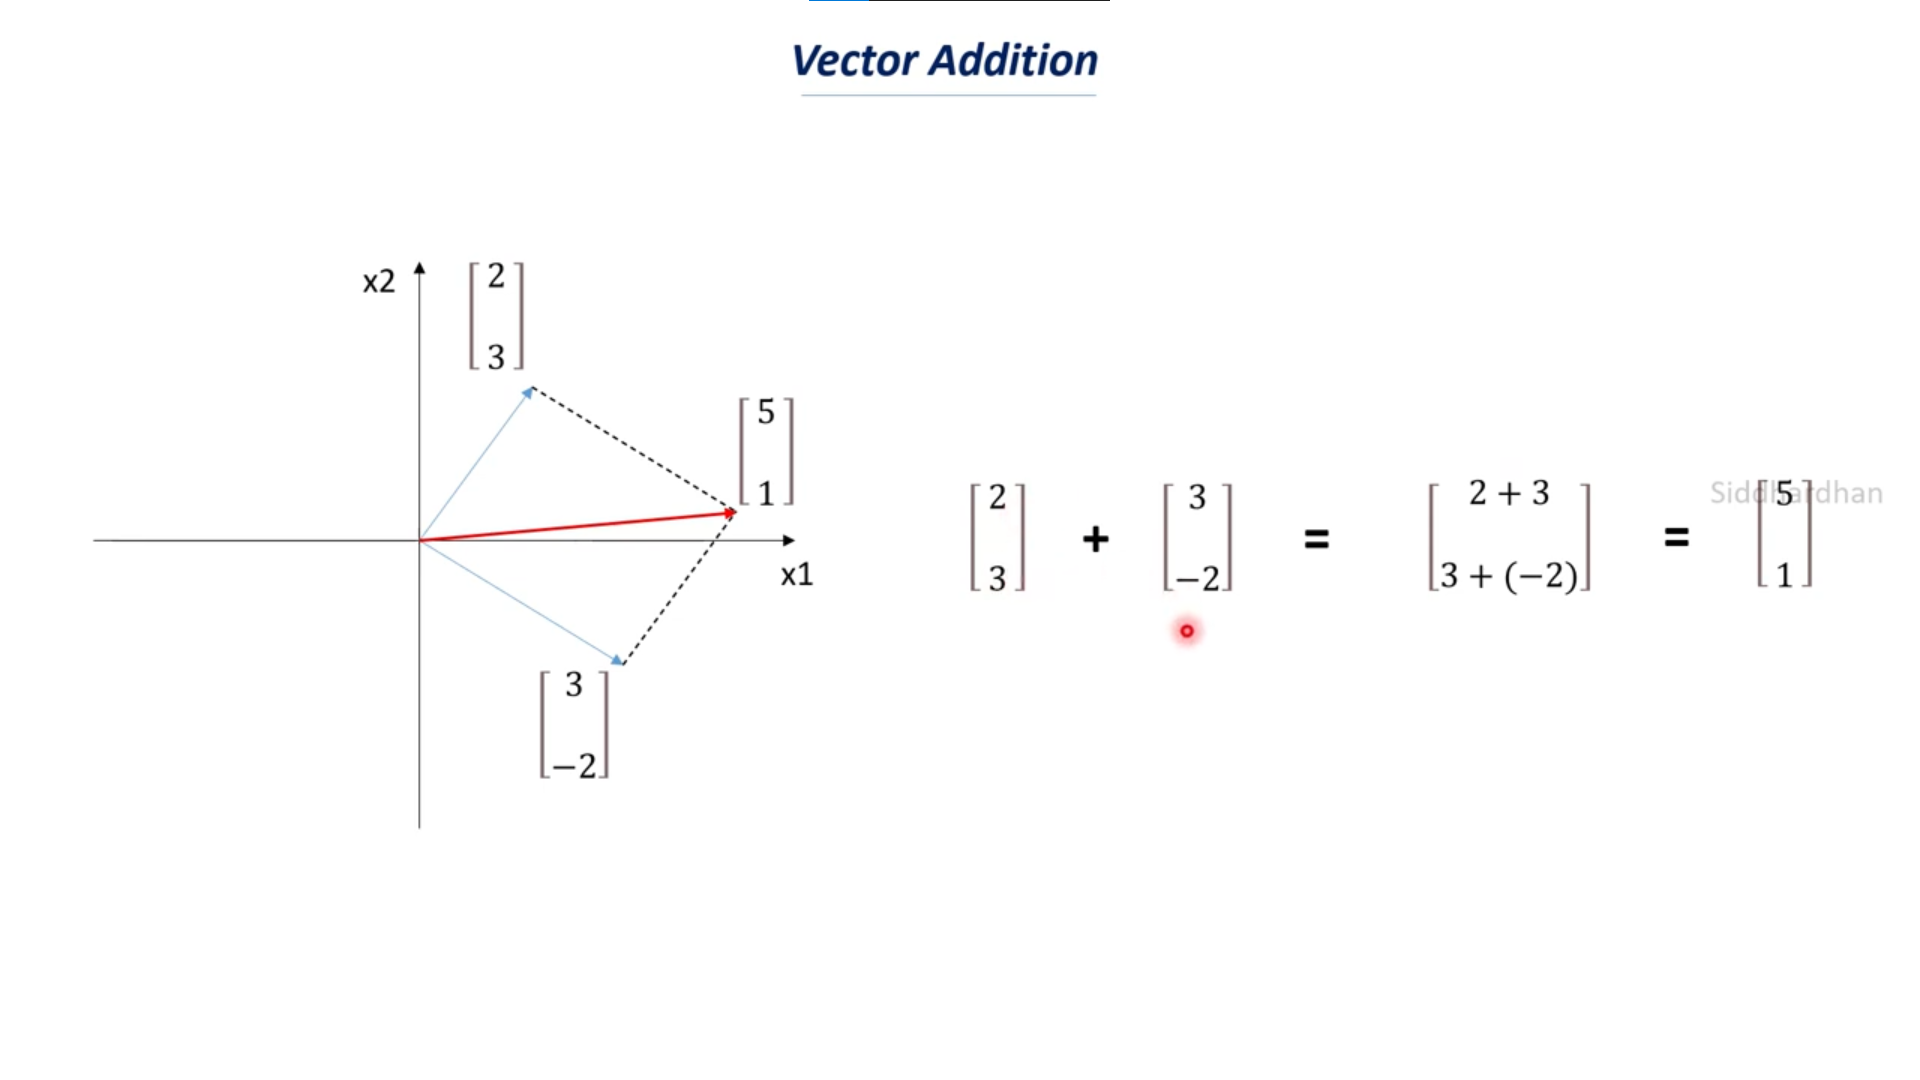 Vector Addition
x2
2
3
5
1
x1
3
−2
2
3
+
3
−2
=
2 + 3
3 + (−2)
=
5
1
Siddhardhan